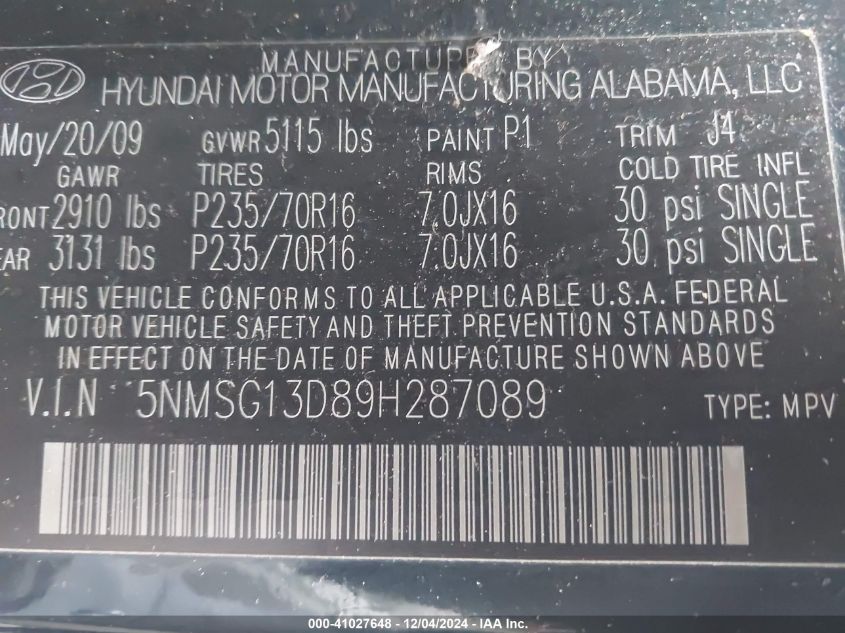 MANUFACTURED BY
HYUNDAI MOTOR MANUFACTURING ALABAMA, LLC
May/20/09 GVWR 5115 lbs PAINT P1 TRIM J4
GAWR TIRES RIMS COLD TIRE INFL
RONT 2910 lbs P235/70R16 7.0JX16 30 psi SINGLE
EAR 3131 lbs P235/70R16 7.0JX16 30 psi SINGLE
THIS VEHICLE CONFORMS TO ALL APPLICABLE U.S.A. FEDERAL
MOTOR VEHICLE SAFETY AND THEFT PREVENTION STANDARDS
IN EFFECT ON THE DATE OF MANUFACTURE SHOWN ABOVE
V.I.N 5NMSG13D89H287089 TYPE: MPV
000-41027648 - 12/04/2024 - IAA Inc.